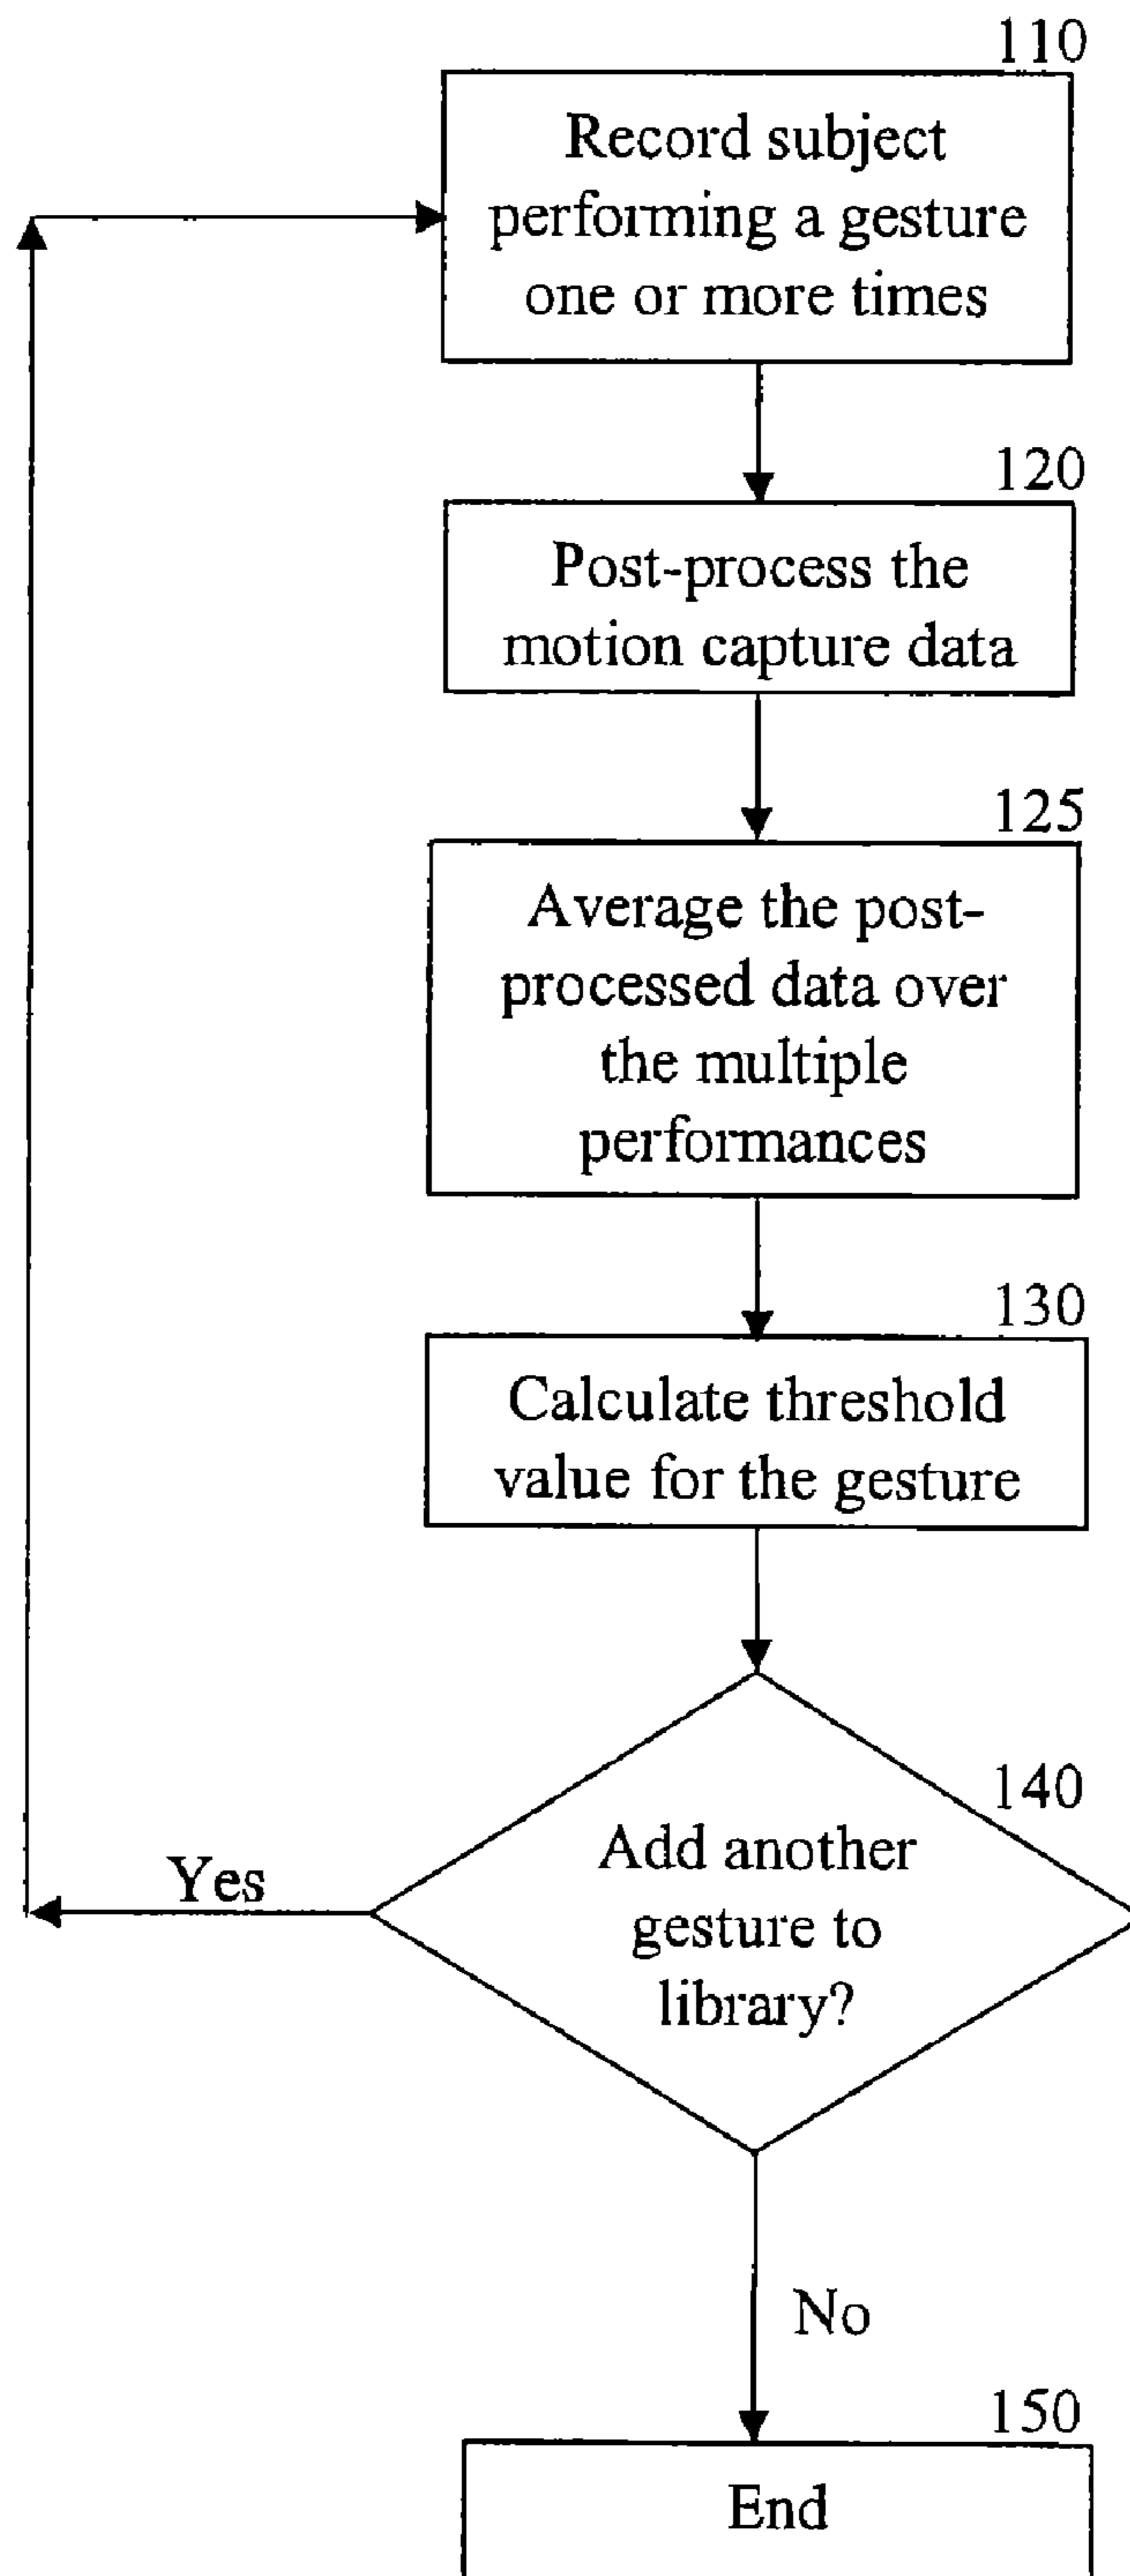 110
Record subject
performing a gesture
one or more times
120
Post-process the
motion capture data
125
Average the post-
processed data over
the multiple
performances
130
Calculate threshold
value for the gesture
140
Add another
gesture to
library?
Yes
No
150
End